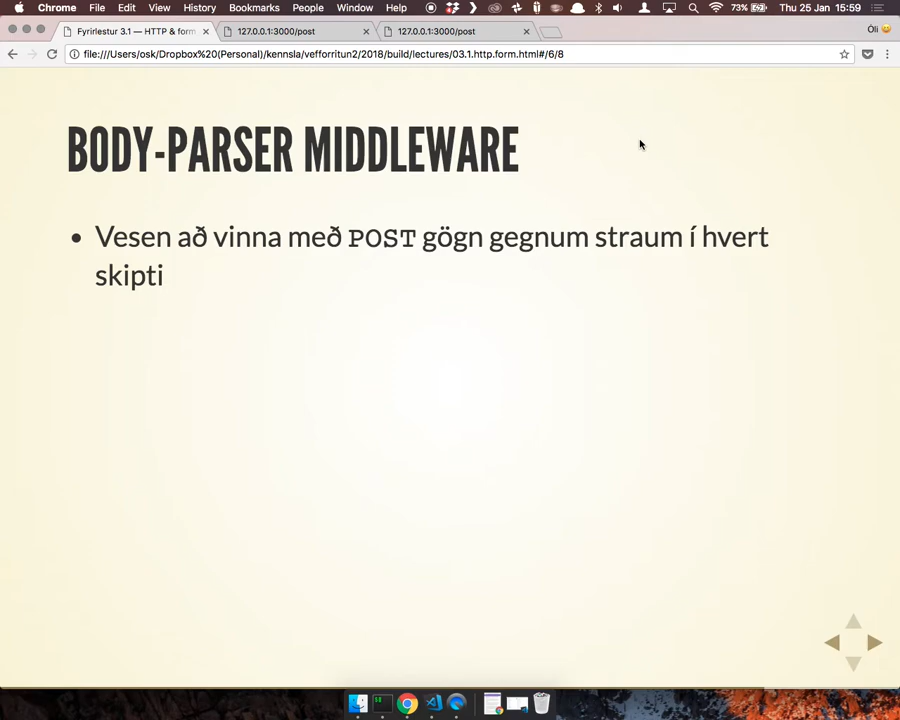 Chrome File Edit View History Bookmarks People Window Help 73% Thu 25 Jan 15:59
Fyrirlestur 3.1 — HTTP & form 127.0.0.1:3000/post 127.0.0.1:3000/post Óli
file:///Users/osk/Dropbox%20(Personal)/kennsla/vefforritun2/2018/build/lectures/03.1.http.form.html#/6/8
BODY-PARSER MIDDLEWARE
• Vesen að vinna með POST gögn gegnum straum í hvert
skipti